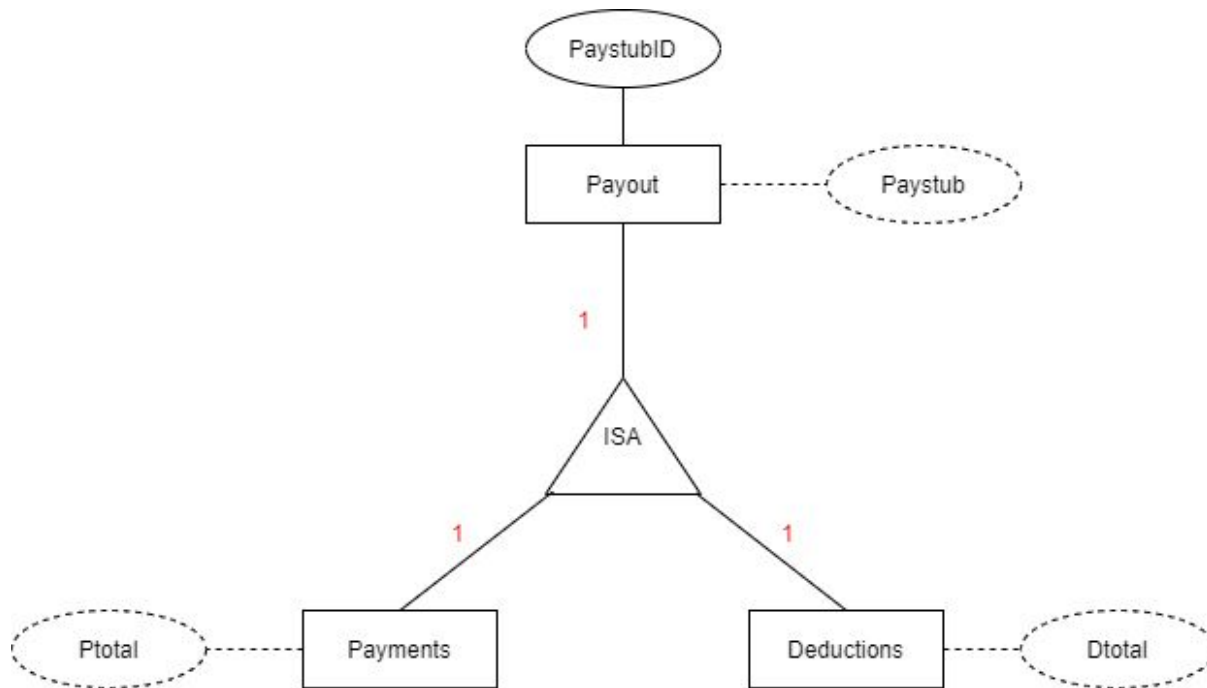 PaystubID
Payout
Paystub
1
ISA
1
1
Ptotal
Payments
Deductions
Dtotal